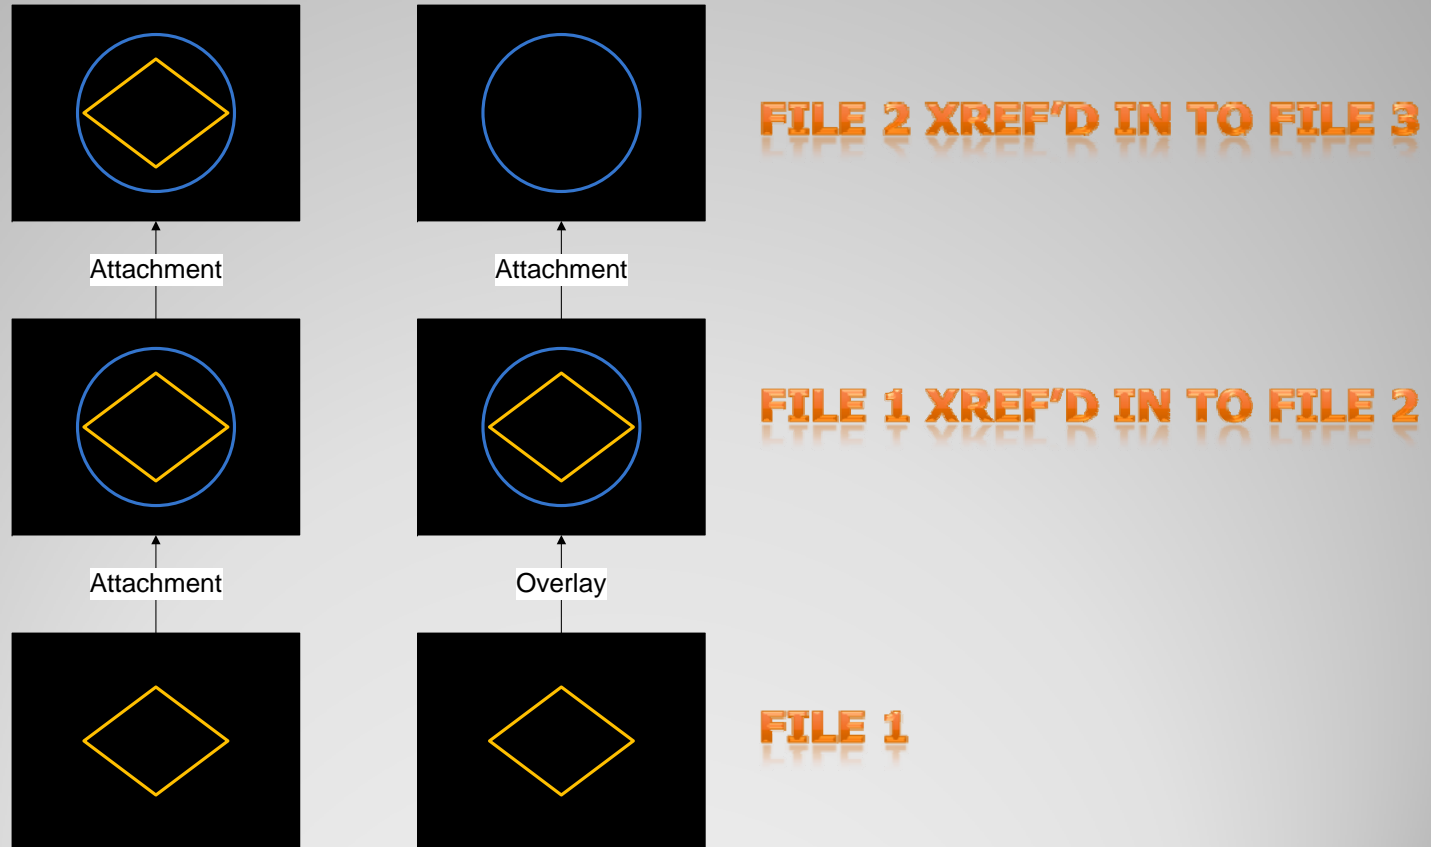 FILE 2 XREF’D IN TO FILE 3
Attachment
Attachment
FILE 1 XREF’D IN TO FILE 2
Attachment
Overlay
FILE 1